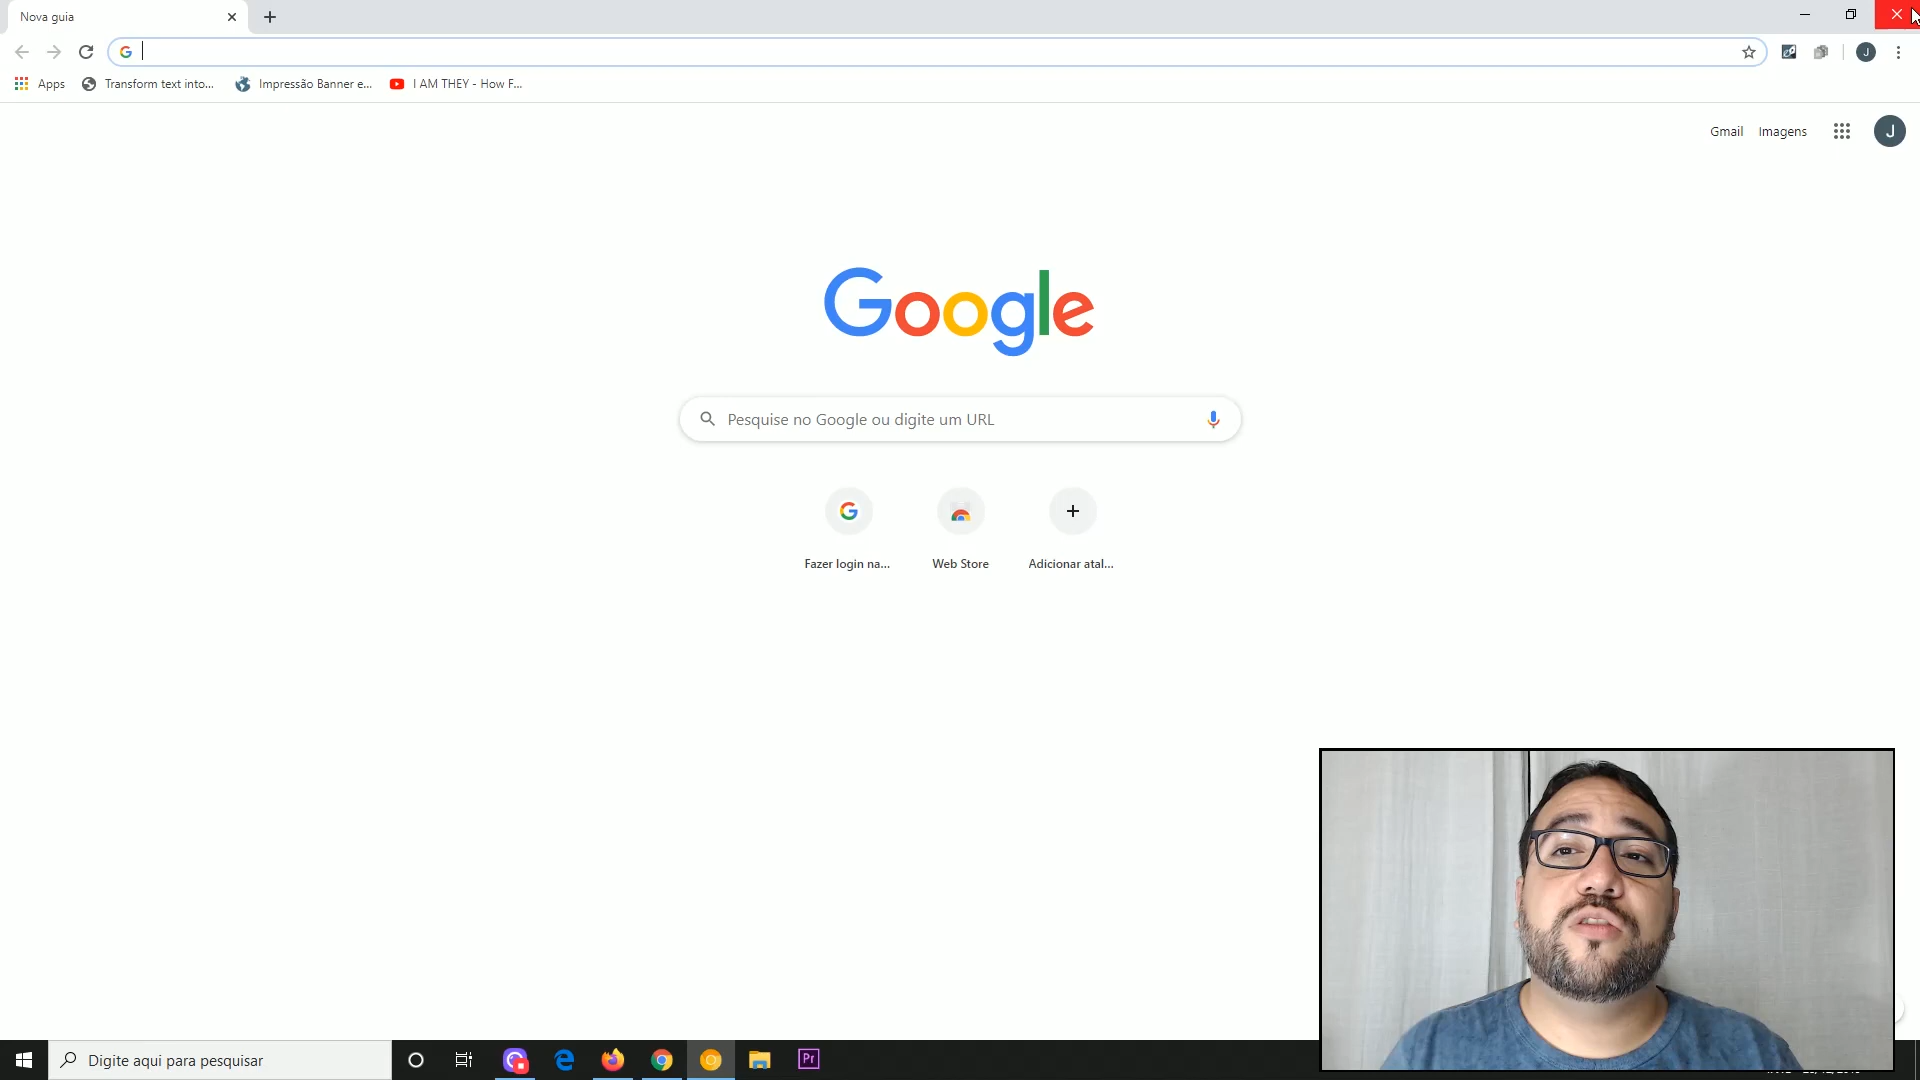 Nova guia
Apps
Transform text into...
Impressão Banner e...
I AM THEY - How F...
J
Gmail
Imagens
J
Google
Pesquise no Google ou digite um URL
Fazer login na...
Web Store
Adicionar atal...
Digite aqui para pesquisar
Pr